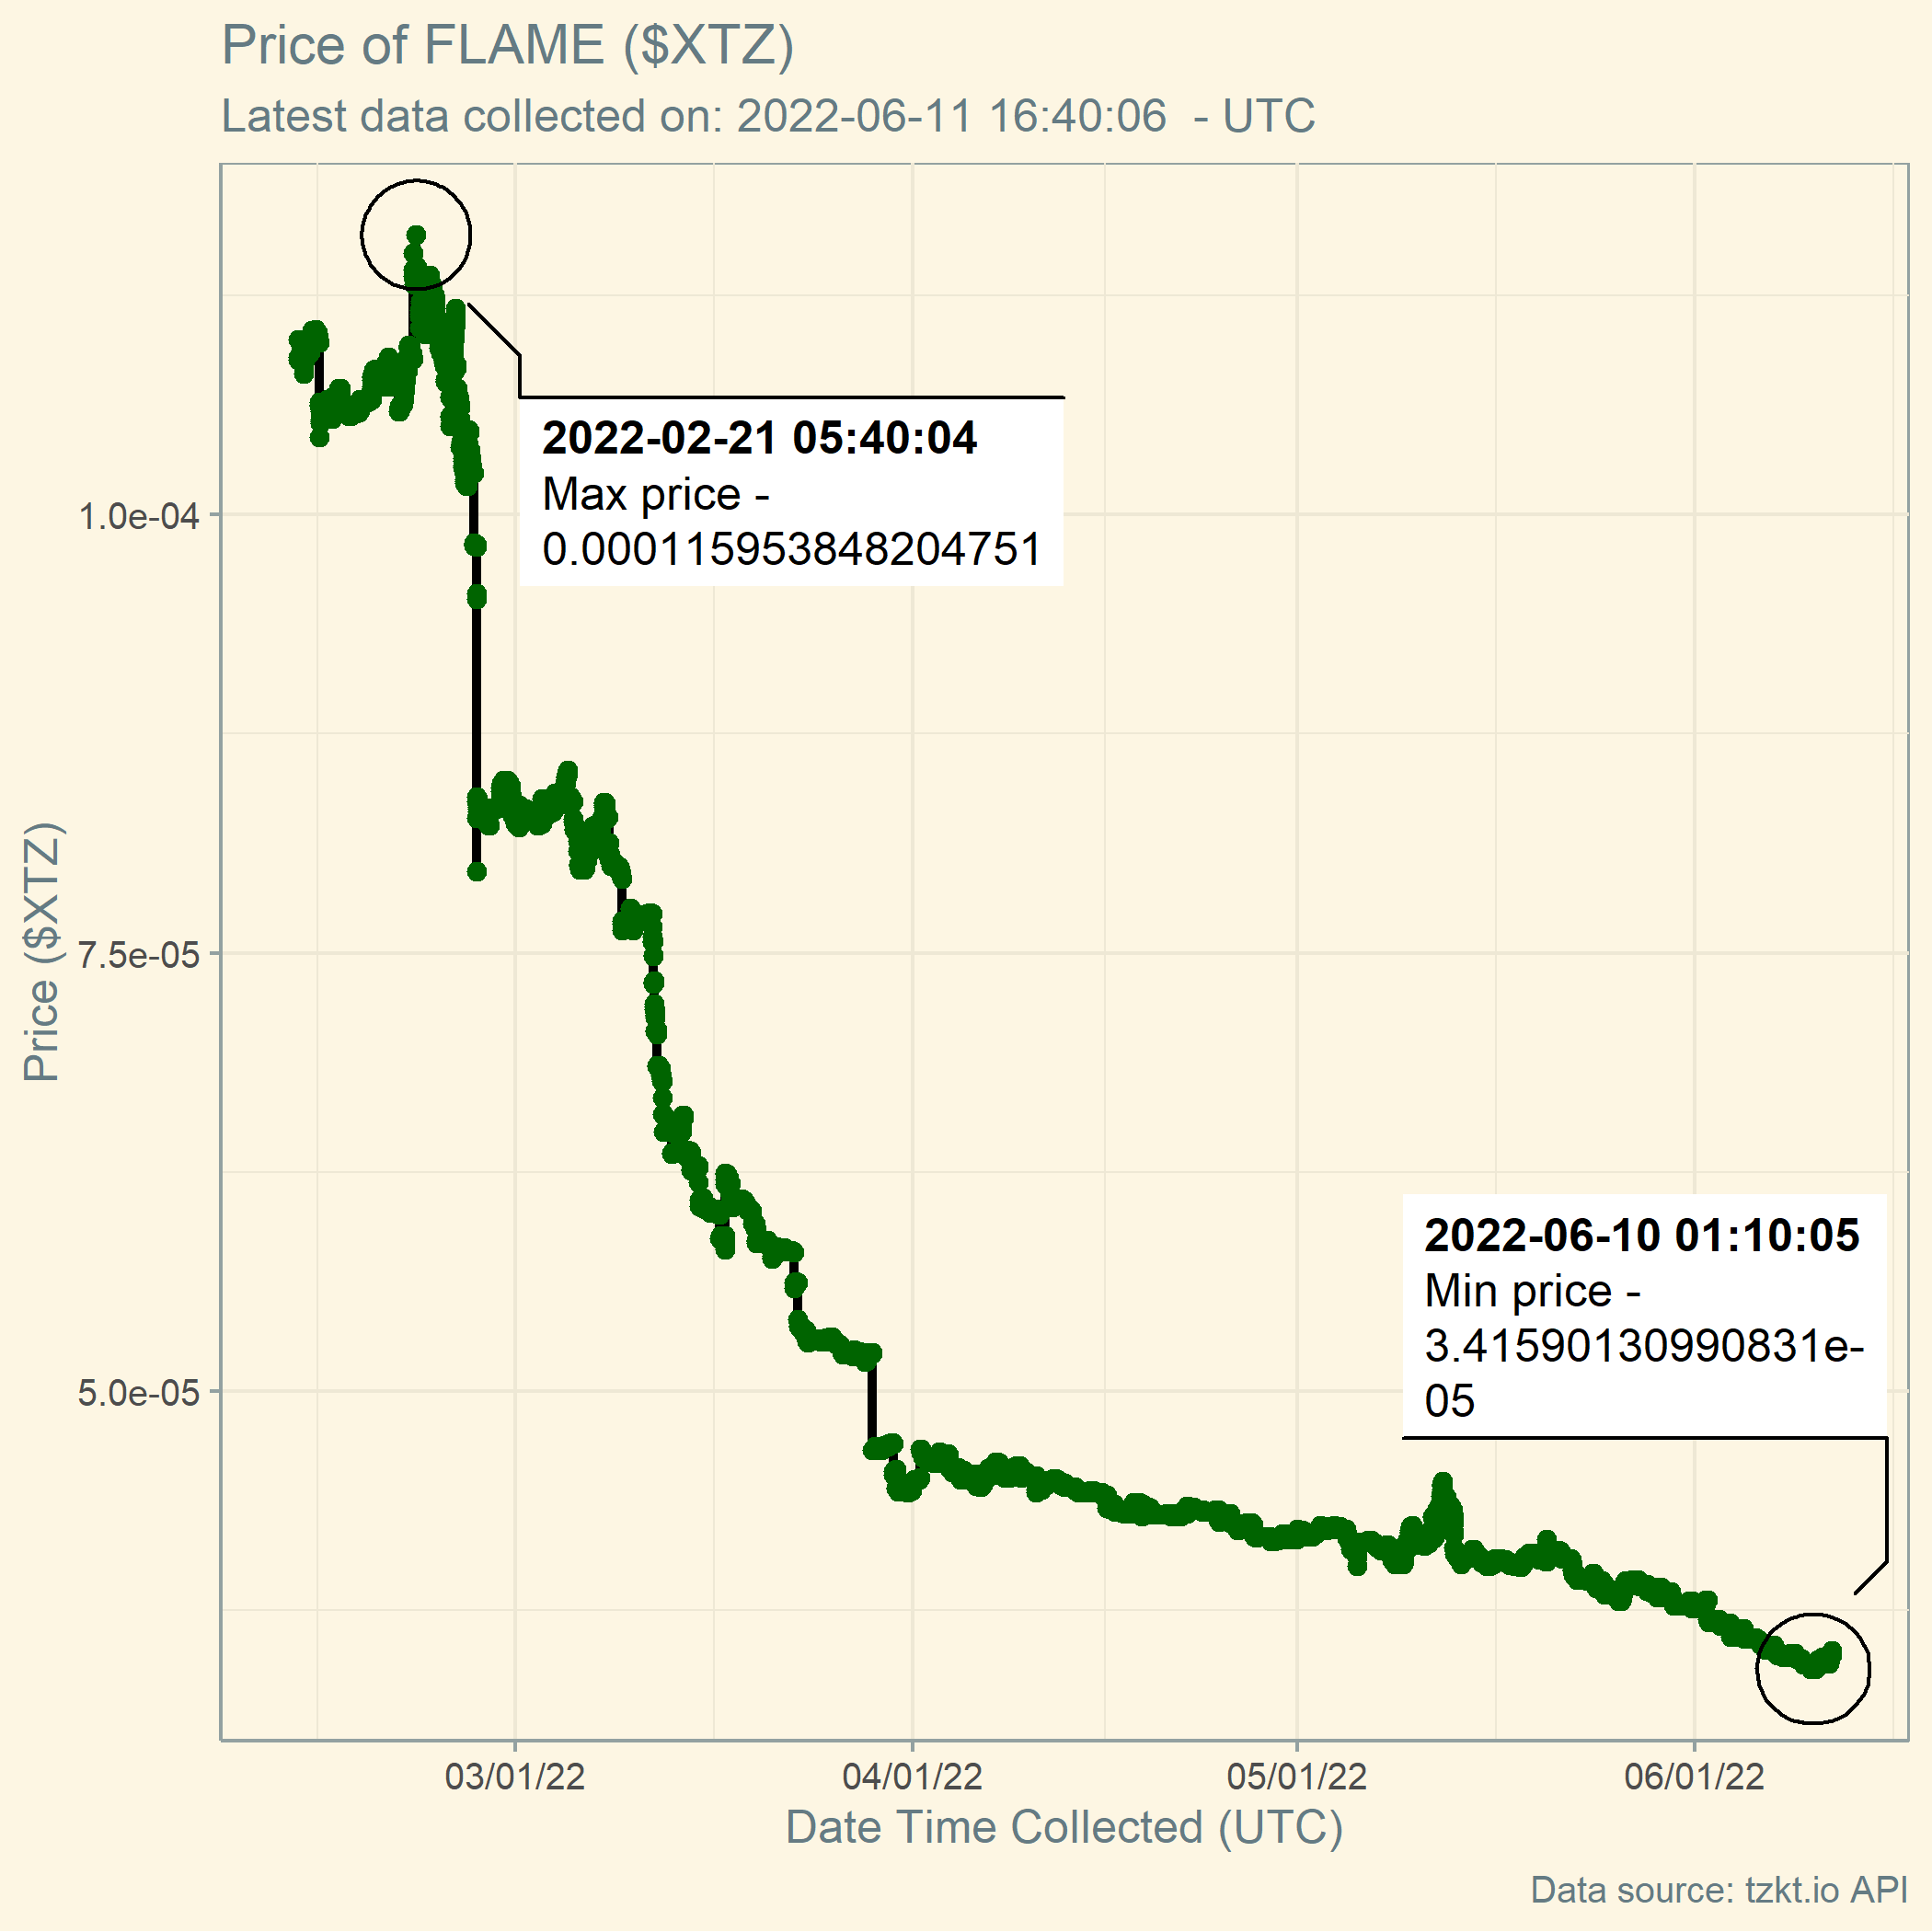 Price of FLAME ($XTZ)
Latest data collected on: 2022-06-11 16:40:06  - UTC
Price ($XTZ)
1.0e-04
7.5e-05
5.0e-05
2022-02-21 05:40:04
Max price -
0.000115953848204751
2022-06-10 01:10:05
Min price -
3.41590130990831e-
05
03/01/22
04/01/22
05/01/22
06/01/22
Date Time Collected (UTC)
Data source: tzkt.io API